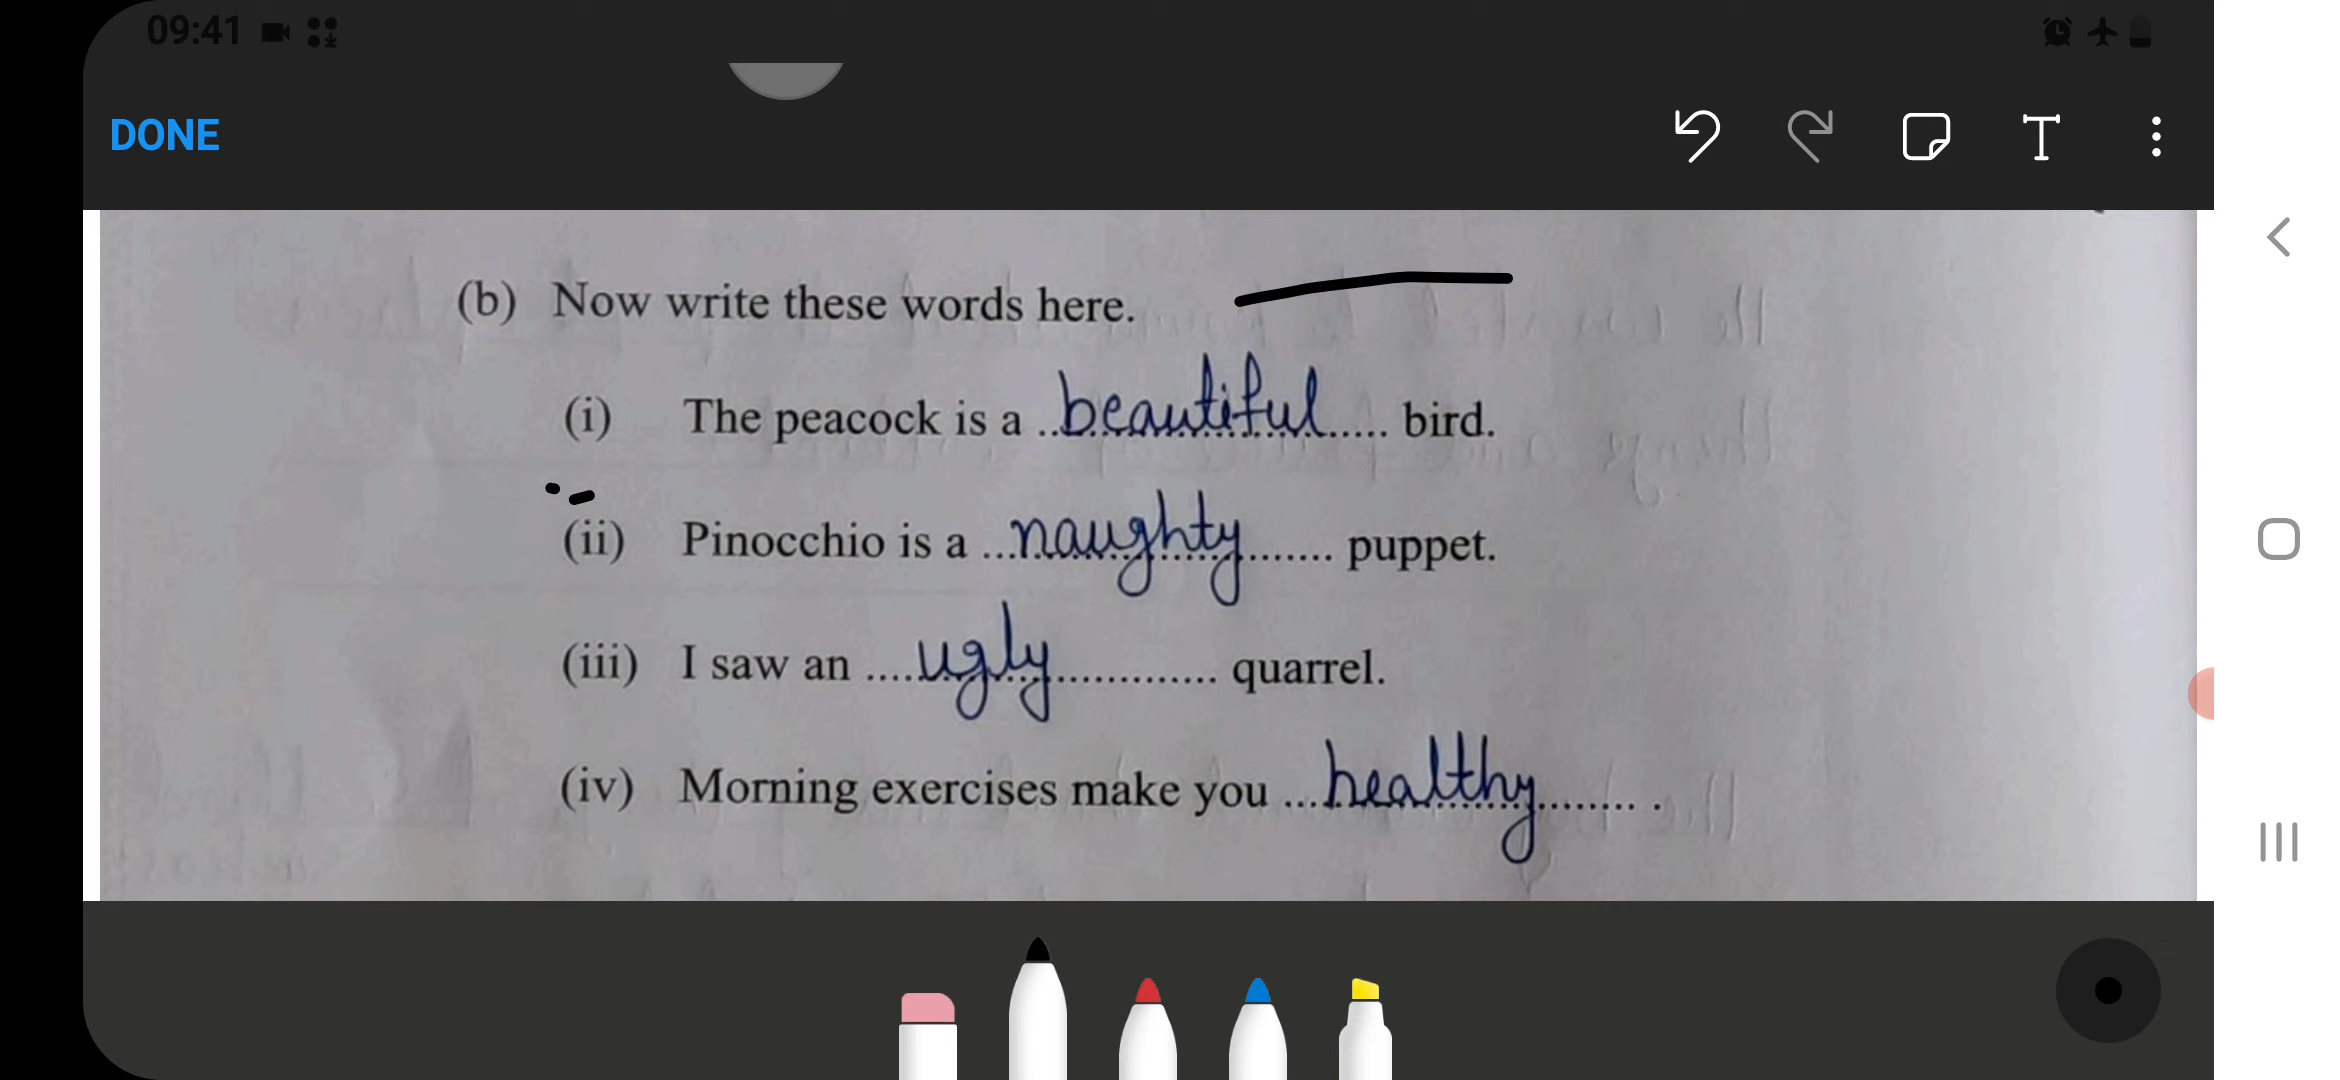 09:41
DONE
(b) Now write these words here.
(i) The peacock is a ..beautiful..... bird.
(ii) Pinocchio is a ...naughty....... puppet.
(iii) I saw an ....ugly............. quarrel.
(iv) Morning exercises make you ...healthy........ .